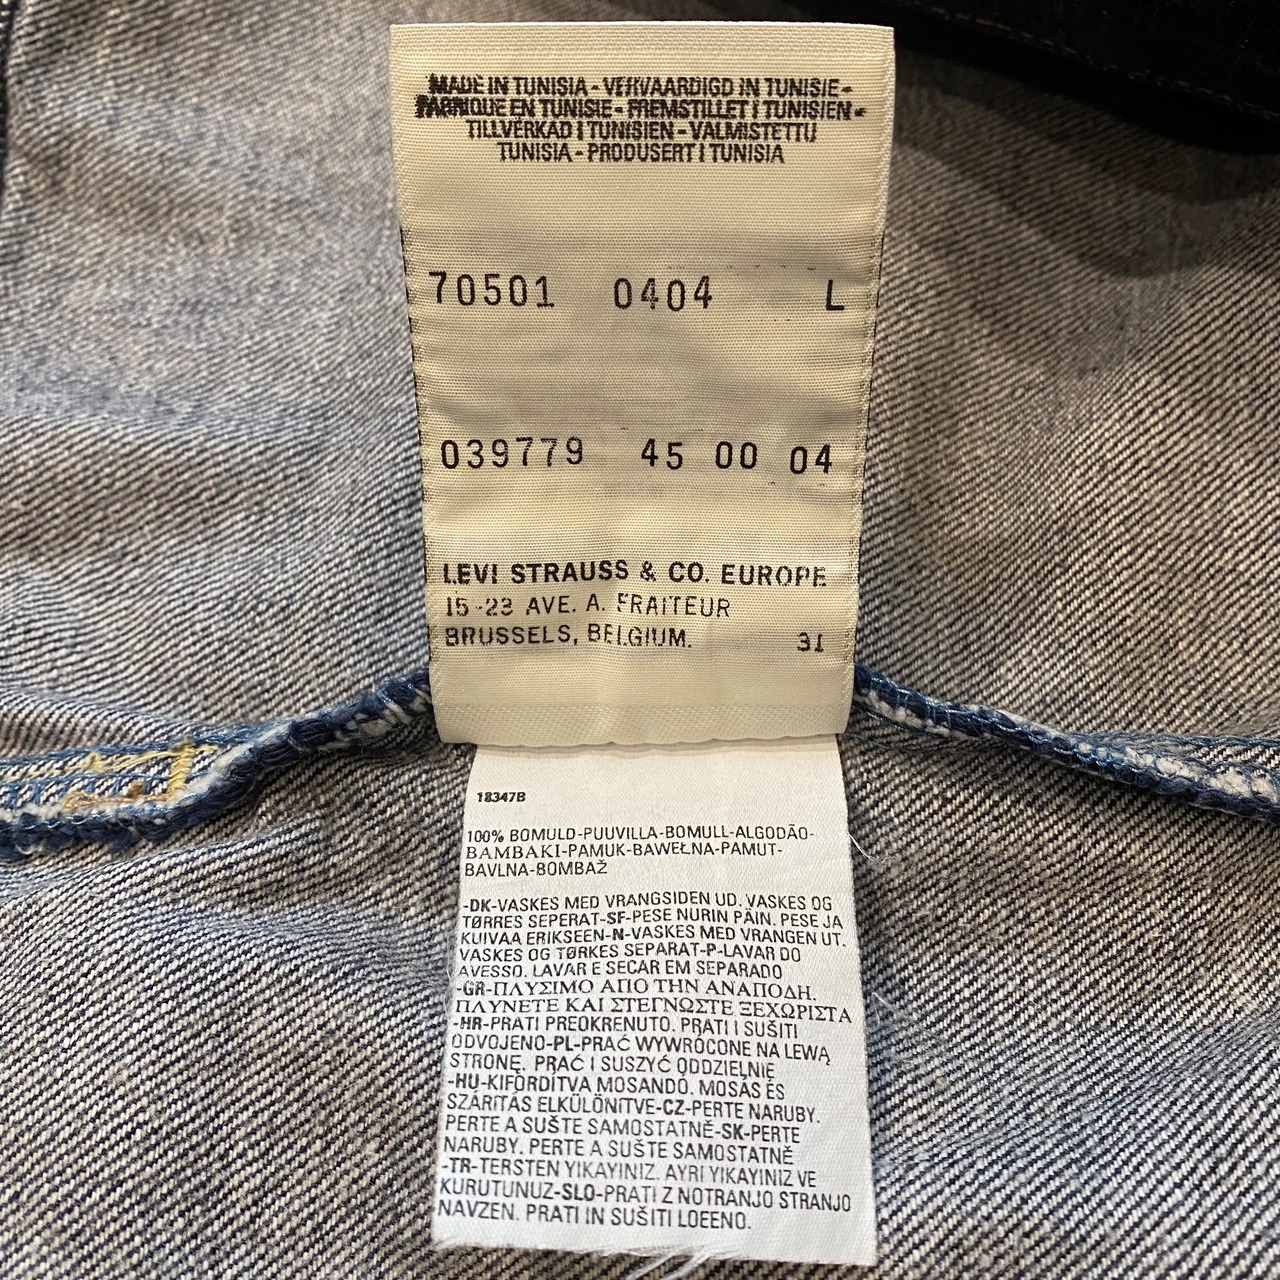 MADE IN TUNISIA - VERVAARDIGD IN TUNISIE -
FABRIQUE EN TUNISIE - FREMSTILLET I TUNISIEN -
TILLVERKAD I TUNISIEN - VALMISTETTU
TUNISIA - PRODUSERT I TUNISIA
70501 0404 L
039779 45 00 04
LEVI STRAUSS & CO. EUROPE
15-23 AVE. A. FRAITEUR
BRUSSELS, BELGIUM. 31
18347B
100% BOMULD-PUUVILLA-BOMULL-ALGODÃO-
BAMBAKI-PAMUK-BAWEŁNA-PAMUT-
BAVLNA-BOMBAŽ
-DK-VASKES MED VRANGSIDEN UD. VASKES OG
TØRRES SEPERAT-SF-PESE NURIN PÄIN. PESE JA
KUIVAA ERIKSEEN-N-VASKES MED VRANGEN UT.
VASKES OG TØRKES SEPARAT-P-LAVAR DO
AVESSO. LAVAR E SECAR EM SEPARADO
-GR-ΠΛΥΣΙΜΟ ΑΠΟ ΤΗΝ ΑΝΑΠΟΔΗ.
ΠΛΥΝΕΤΕ ΚΑΙ ΣΤΕΓΝΩΣΤΕ ΞΕΧΩΡΙΣΤΑ
-HR-PRATI PREOKRENUTO. PRATI I SUŠITI
ODVOJENO-PL-PRAĆ WYWRÓCONE NA LEWĄ
STRONĘ. PRAĆ I SUSZYĆ ODDZIELNIE
-HU-KIFORDÍTVA MOSANDÓ. MOSÁS ÉS
SZÁRÍTÁS ELKÜLÖNÍTVE-CZ-PERTE NARUBY.
PERTE A SUŠTE SAMOSTATNĚ-SK-PERTE
NARUBY. PERTE A SUŠTE SAMOSTATNĚ
-TR-TERSTEN YIKAYINIZ. AYRI YIKAYINIZ VE
KURUTUNUZ-SLO-PRATI Z NOTRANJO STRANJO
NAVZEN. PRATI IN SUŠITI LOEENO.